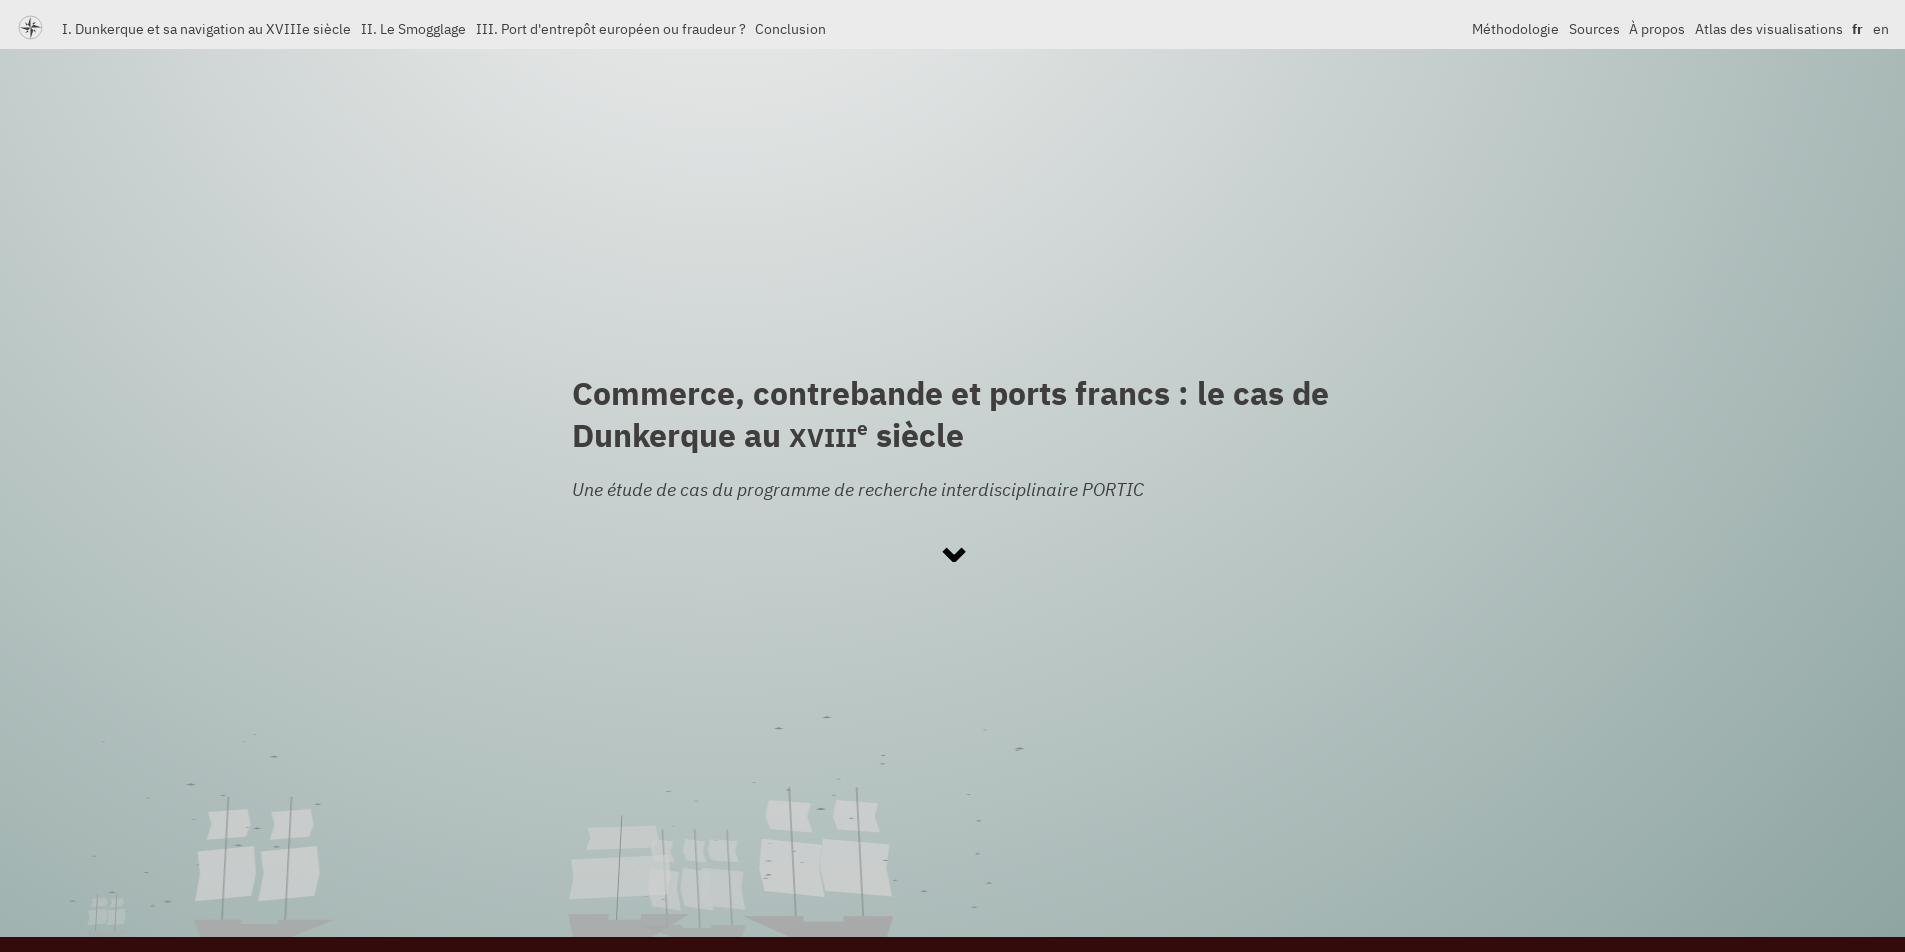 I. Dunkerque et sa navigation au XVIIIe siècle II. Le Smogglage III. Port d'entrepôt européen ou fraudeur ? Conclusion Méthodologie Sources À propos Atlas des visualisations fr en
Commerce, contrebande et ports francs : le cas de
Dunkerque au XVIIIe siècle
Une étude de cas du programme de recherche interdisciplinaire PORTIC